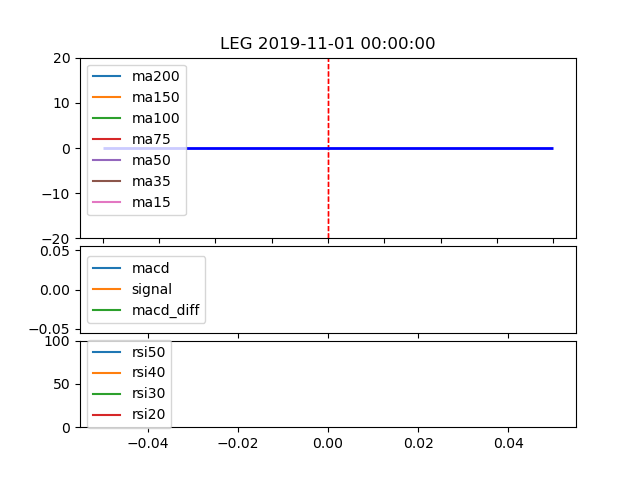 LEG 2019-11-01 00:00:00
20
10
0
−10
−20
ma200
ma150
ma100
ma75
ma50
ma35
ma15
0.05
0.00
−0.05
macd
signal
macd_diff
100
50
0
rsi50
rsi40
rsi30
rsi20
−0.04 −0.02 0.00 0.02 0.04